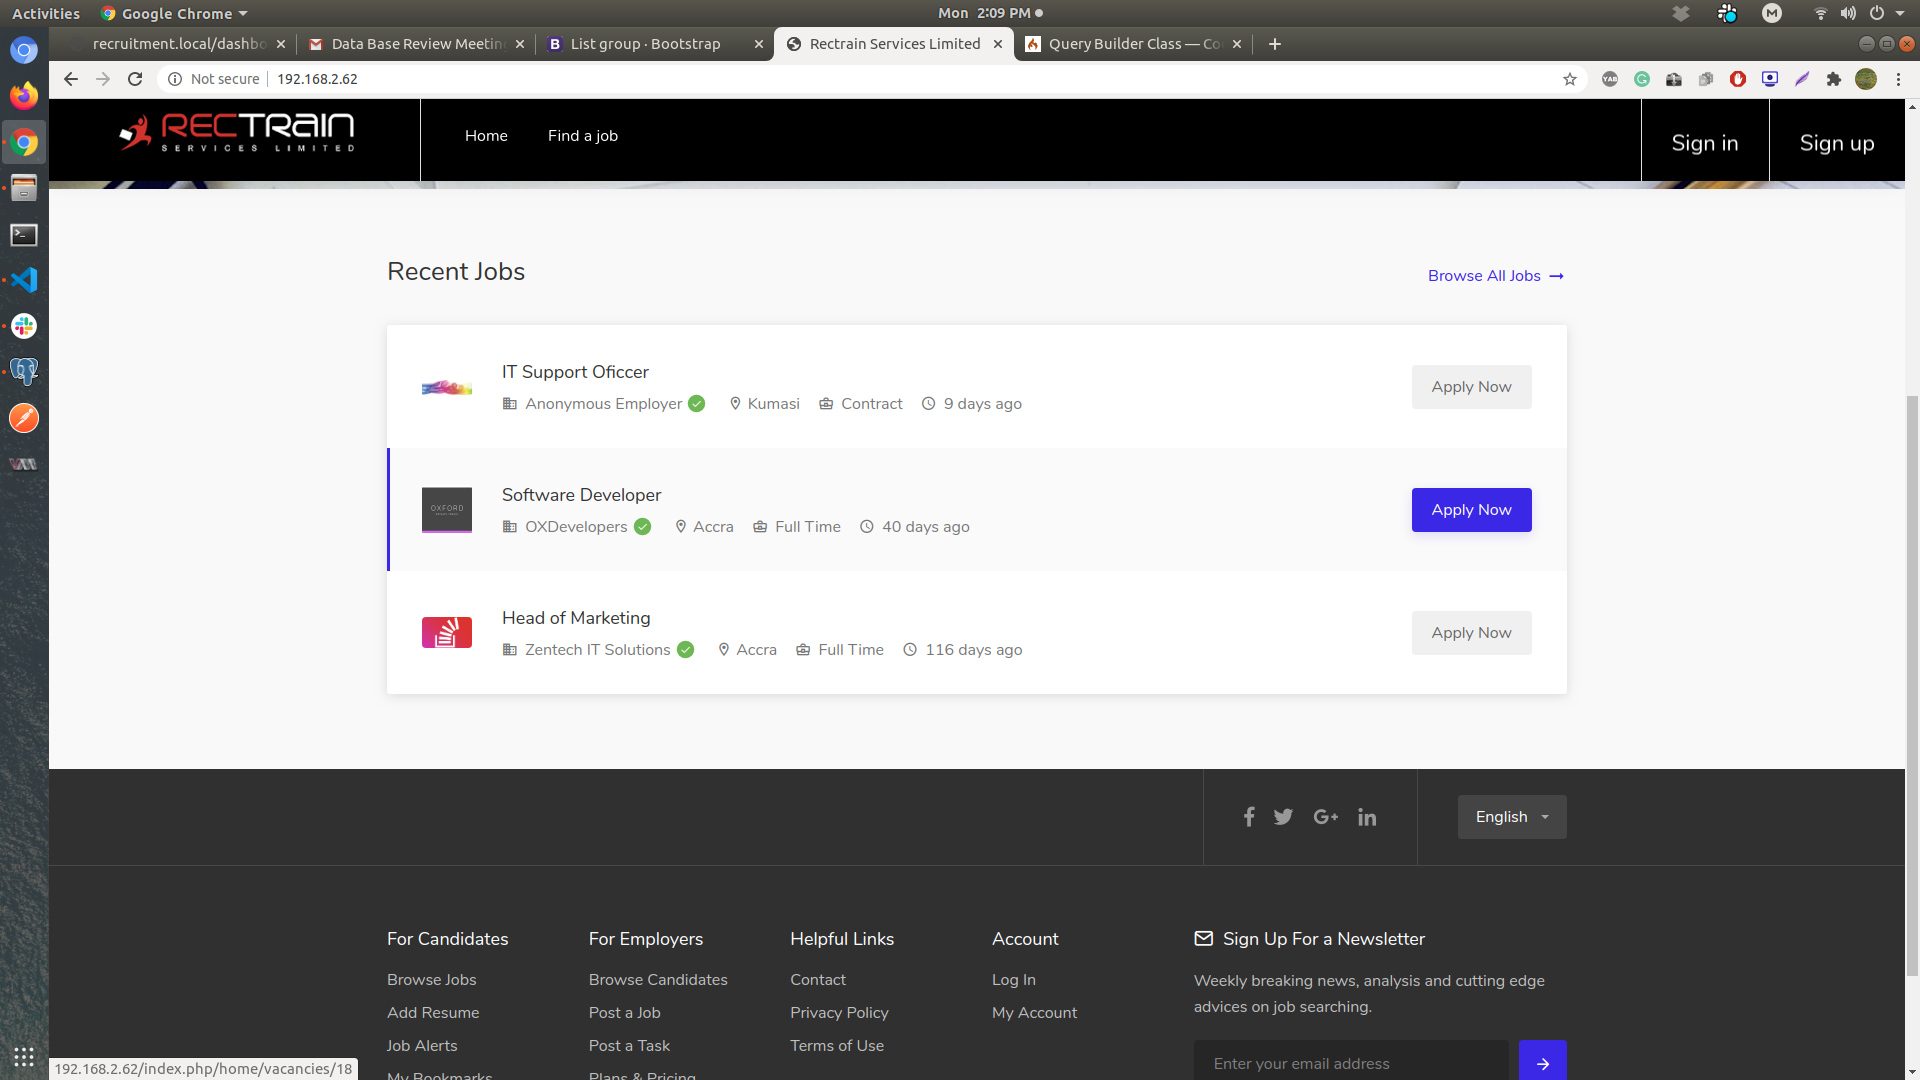 Activities Google Chrome Mon 2:09 PM
recruitment.local/dashbo Data Base Review Meetin List group · Bootstrap Rectrain Services Limited Query Builder Class — Co
Not secure 192.168.2.62
RECTRAIN
SERVICES LIMITED
Home Find a job Sign in Sign up
Recent Jobs Browse All Jobs
IT Support Oficcer
Anonymous Employer Kumasi Contract 9 days ago
Apply Now
OXFORD
Software Developer
OXDevelopers Accra Full Time 40 days ago
Apply Now
Head of Marketing
Zentech IT Solutions Accra Full Time 116 days ago
Apply Now
English
For Candidates
Browse Jobs
Add Resume
Job Alerts
My Bookmarks
For Employers
Browse Candidates
Post a Job
Post a Task
Plans & Pricing
Helpful Links
Contact
Privacy Policy
Terms of Use
Account
Log In
My Account
Sign Up For a Newsletter
Weekly breaking news, analysis and cutting edge
advices on job searching.
Enter your email address
192.168.2.62/index.php/home/vacancies/18